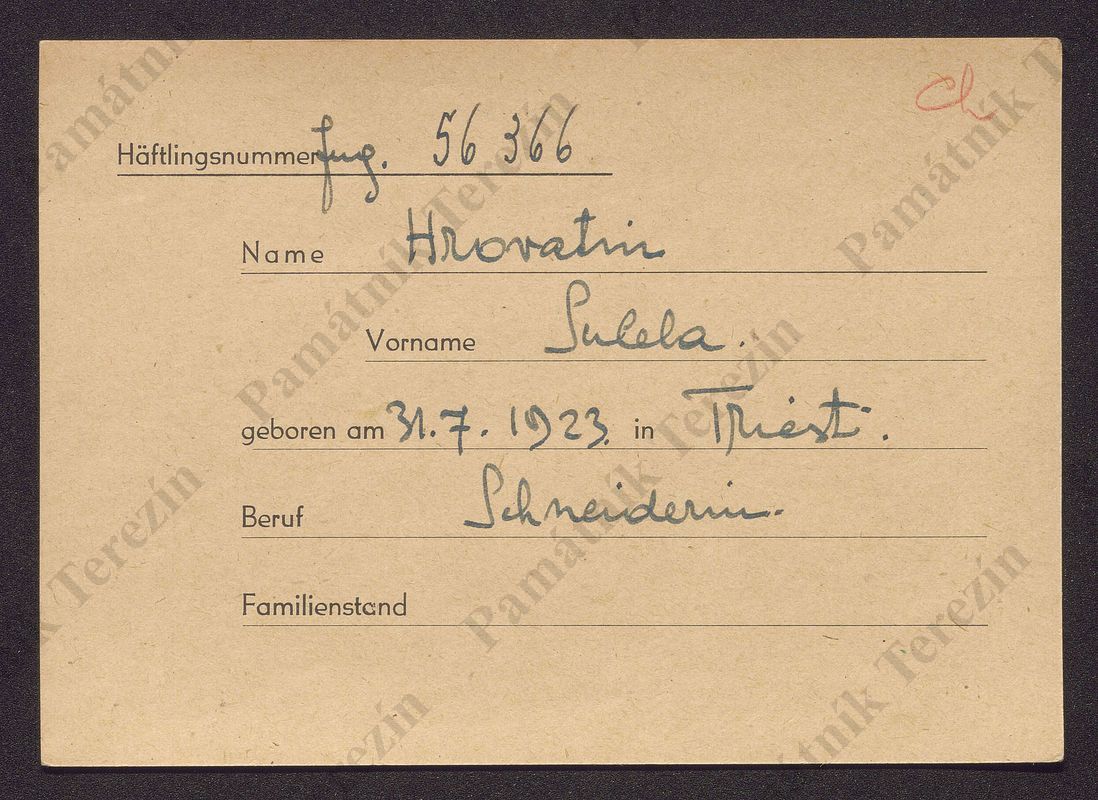 Ch
Häftlingsnummer Jug. 56 366
Name Hrovatin
Vorname
geboren am 31.7.1923. in Triest.
Beruf Schneiderin.
Familienstand
Památník Terezín